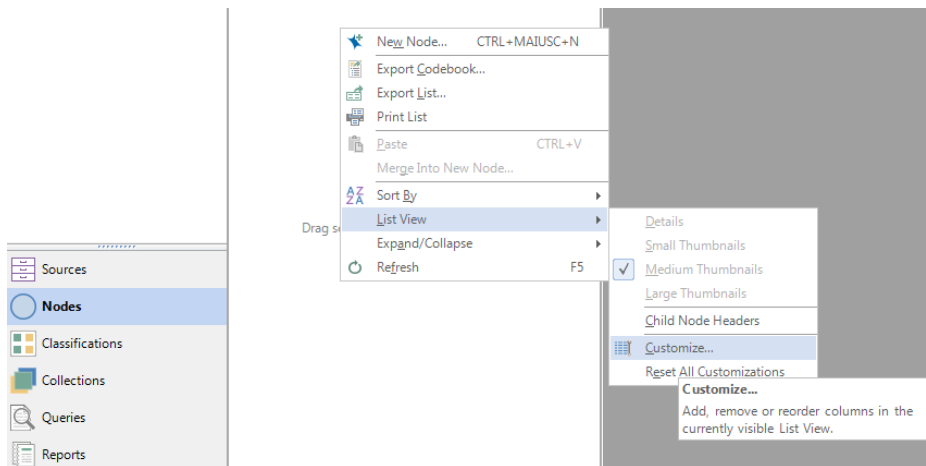 New Node... CTRL+MAIUSC+N
Export Codebook...
Export List...
Print List
Paste CTRL+V
Merge Into New Node...
Sort By
List View
Expand/Collapse
Refresh F5
Drag
Details
Small Thumbnails
Medium Thumbnails
Large Thumbnails
Child Node Headers
Customize...
Reset All Customizations
Customize...
Add, remove or reorder columns in the
currently visible List View.
Sources
Nodes
Classifications
Collections
Queries
Reports